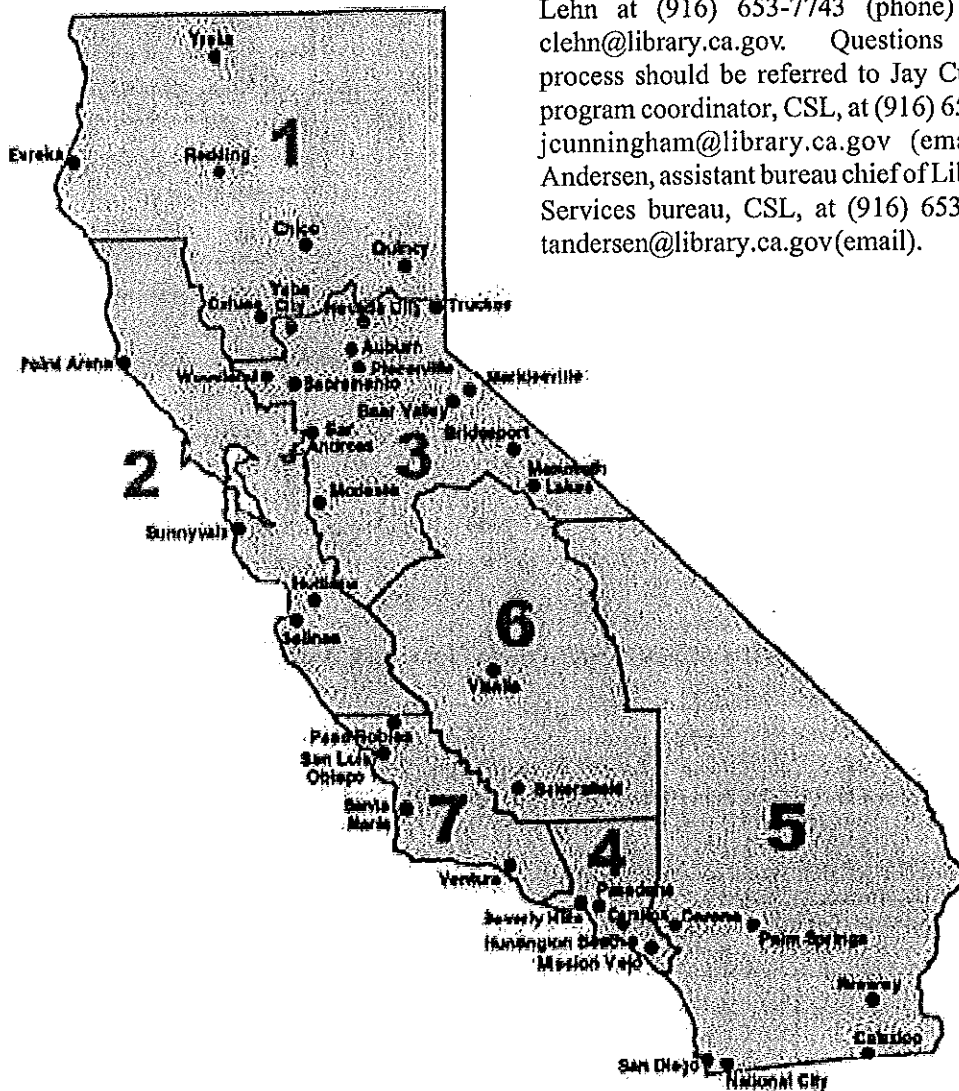 Lehn at (916) 653-7743 (phone)
clehn@library.ca.gov. Questions
process should be referred to Jay C
program coordinator, CSL, at (916) 65
jcunningham@library.ca.gov (ema
Andersen, assistant bureau chief of Lib
Services bureau, CSL, at (916) 653
tandersen@library.ca.gov(email).
Yreka
1
Eureka
Redding
Chico
Quincy
Colusa
Yuba
City
Nevada City
Truckee
Point Arena
Auburn
Placerville
Sacramento
Markleeville
Bear Valley
San
Andreas
3
Bridgeport
2
Mammoth
Lakes
Modesto
Sunnyvale
Hollister
Salinas
6
Visalia
Paso Robles
San Luis
Obispo
Bakersfield
Santa
Maria
7
4
5
Ventura
Pasadena
Beverly Hills
Cerritos
Corona
Huntington Beach
Mission Viejo
Palm Springs
Brawley
Calexico
San Diego
National City